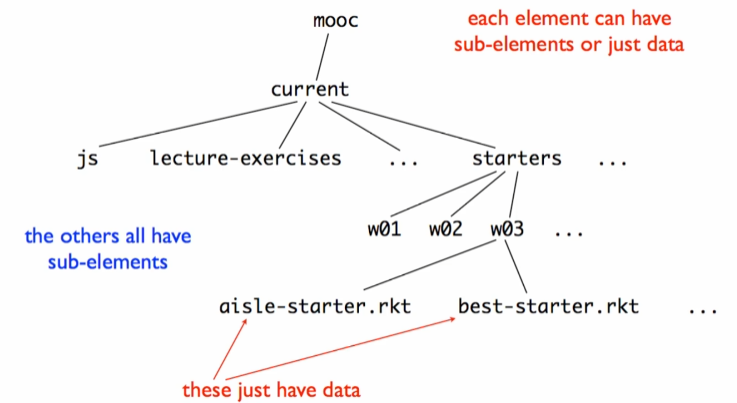 mooc
each element can have
sub-elements or just data
current
js lecture-exercises ... starters ...
the others all have
sub-elements
w01 w02 w03 ...
aisle-starter.rkt best-starter.rkt ...
these just have data